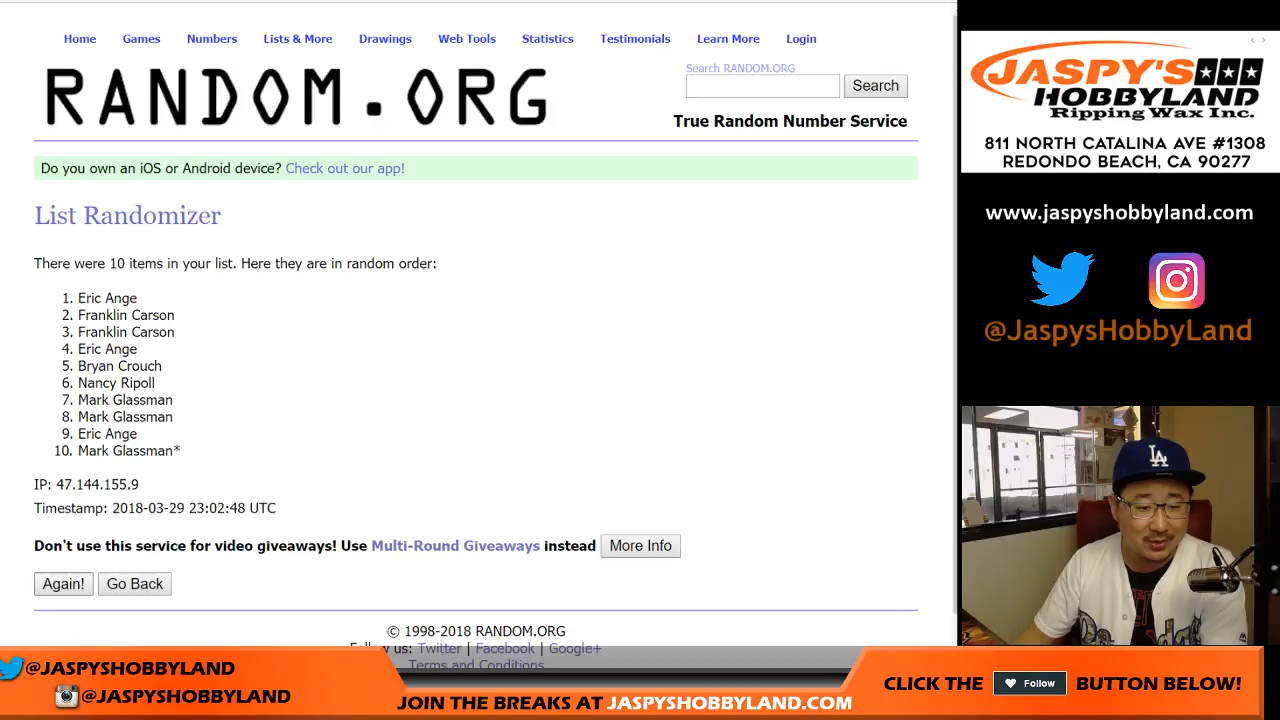 Home Games Numbers Lists & More Drawings Web Tools Statistics Testimonials Learn More Login
RANDOM.ORG
Search RANDOM.ORG
Search
True Random Number Service
Do you own an iOS or Android device? Check out our app!
List Randomizer
There were 10 items in your list. Here they are in random order:
1. Eric Ange
2. Franklin Carson
3. Franklin Carson
4. Eric Ange
5. Bryan Crouch
6. Nancy Ripoll
7. Mark Glassman
8. Mark Glassman
9. Eric Ange
10. Mark Glassman*
IP: 47.144.155.9
Timestamp: 2018-03-29 23:02:48 UTC
Don't use this service for video giveaways! Use Multi-Round Giveaways instead More Info
Again! Go Back
© 1998-2018 RANDOM.ORG
Follow us: Twitter | Facebook | Google+
Terms and Conditions
JASPY'S
HOBBYLAND
Ripping Wax Inc.
811 NORTH CATALINA AVE #1308
REDONDO BEACH, CA 90277
www.jaspyshobbyland.com
@JaspysHobbyLand
LA
@JASPYSHOBBYLAND
@JASPYSHOBBYLAND
JOIN THE BREAKS AT JASPYSHOBBYLAND.COM
CLICK THE Follow BUTTON BELOW!